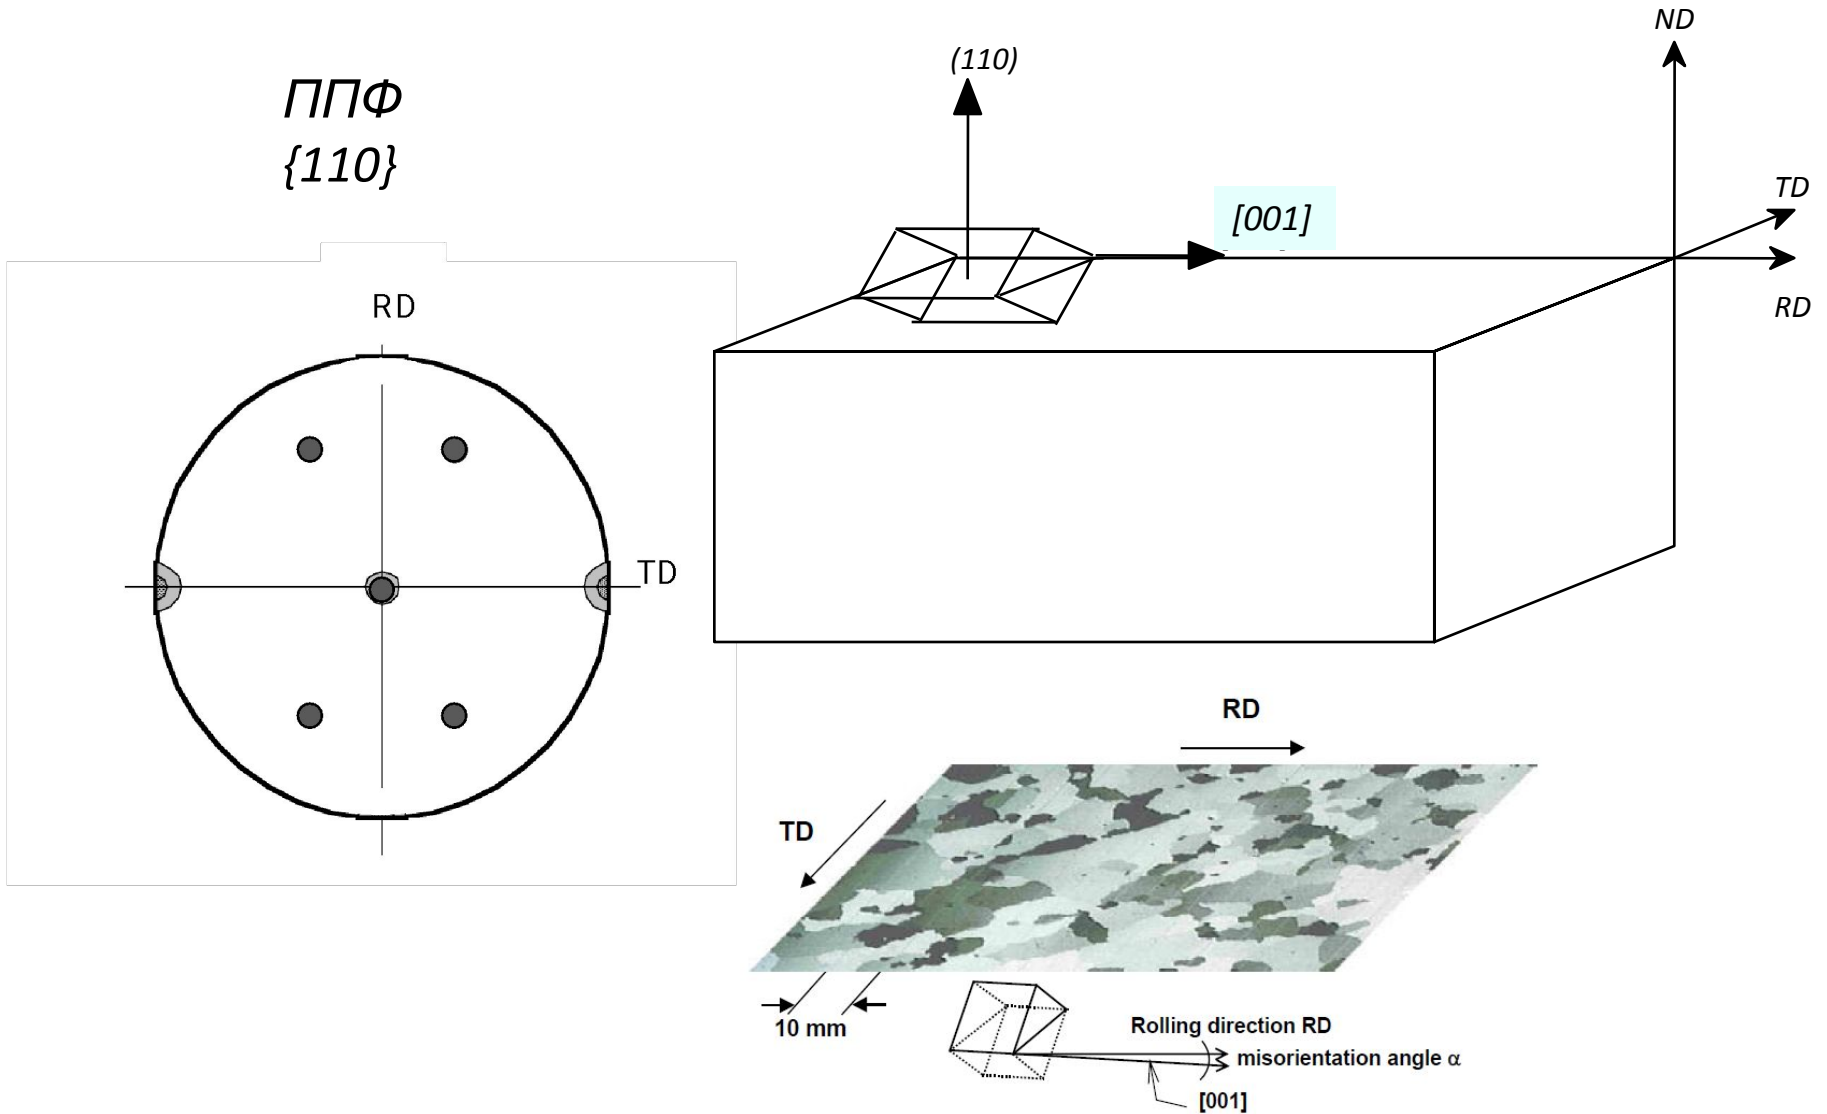 ППФ
{110}
RD
TD
(110)
[001]
ND
TD
RD
RD
TD
10 mm
Rolling direction RD
misorientation angle α
[001]